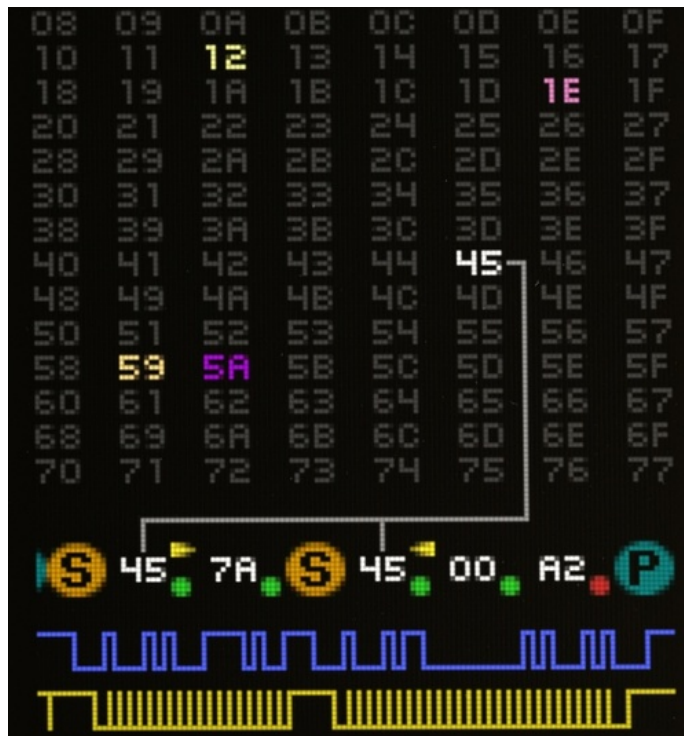 08 09 0A 0B 0C 0D 0E 0F
10 11 12 13 14 15 16 17
18 19 1A 1B 1C 1D 1E 1F
20 21 22 23 24 25 26 27
28 29 2A 2B 2C 2D 2E 2F
30 31 32 33 34 35 36 37
38 39 3A 3B 3C 3D 3E 3F
40 41 42 43 44 45 46 47
48 49 4A 4B 4C 4D 4E 4F
50 51 52 53 54 55 56 57
58 59 5A 5B 5C 5D 5E 5F
60 61 62 63 64 65 66 67
68 69 6A 6B 6C 6D 6E 6F
70 71 72 73 74 75 76 77
S 45 7A S 45 00 A2 P